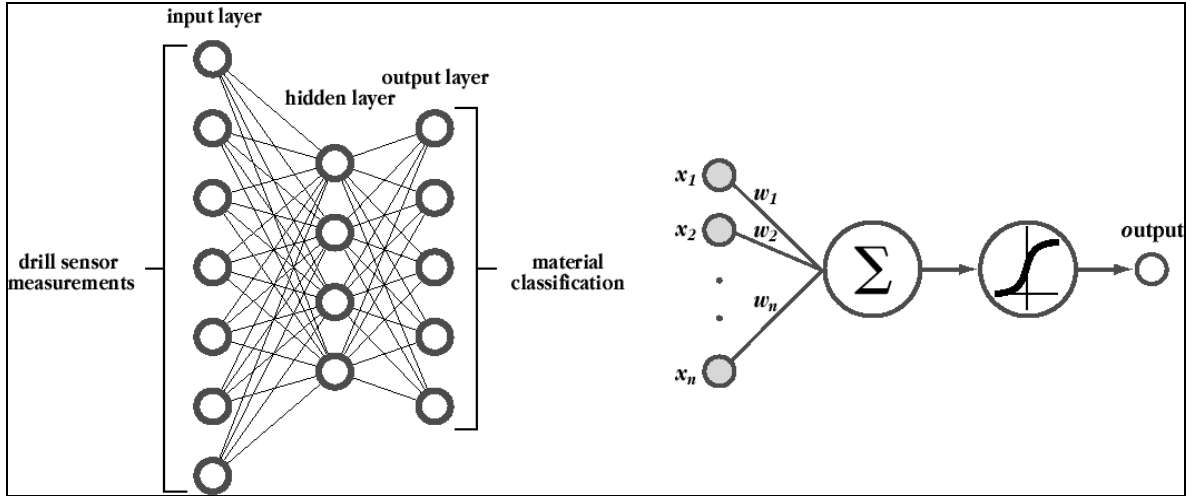 input layer
hidden layer
output layer
drill sensor
measurements
material
classification
x1
x2
xn
w1
w2
wn
Σ
output